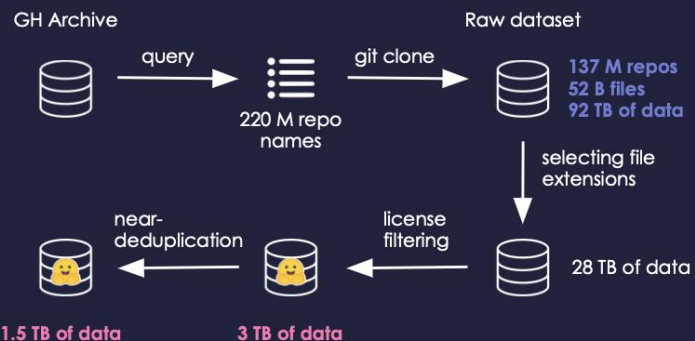 GH Archive
Raw dataset
query
git clone
220 M repo
names
137 M repos
52 B files
92 TB of data
selecting file
extensions
near-
deduplication
license
filtering
28 TB of data
1.5 TB of data
3 TB of data